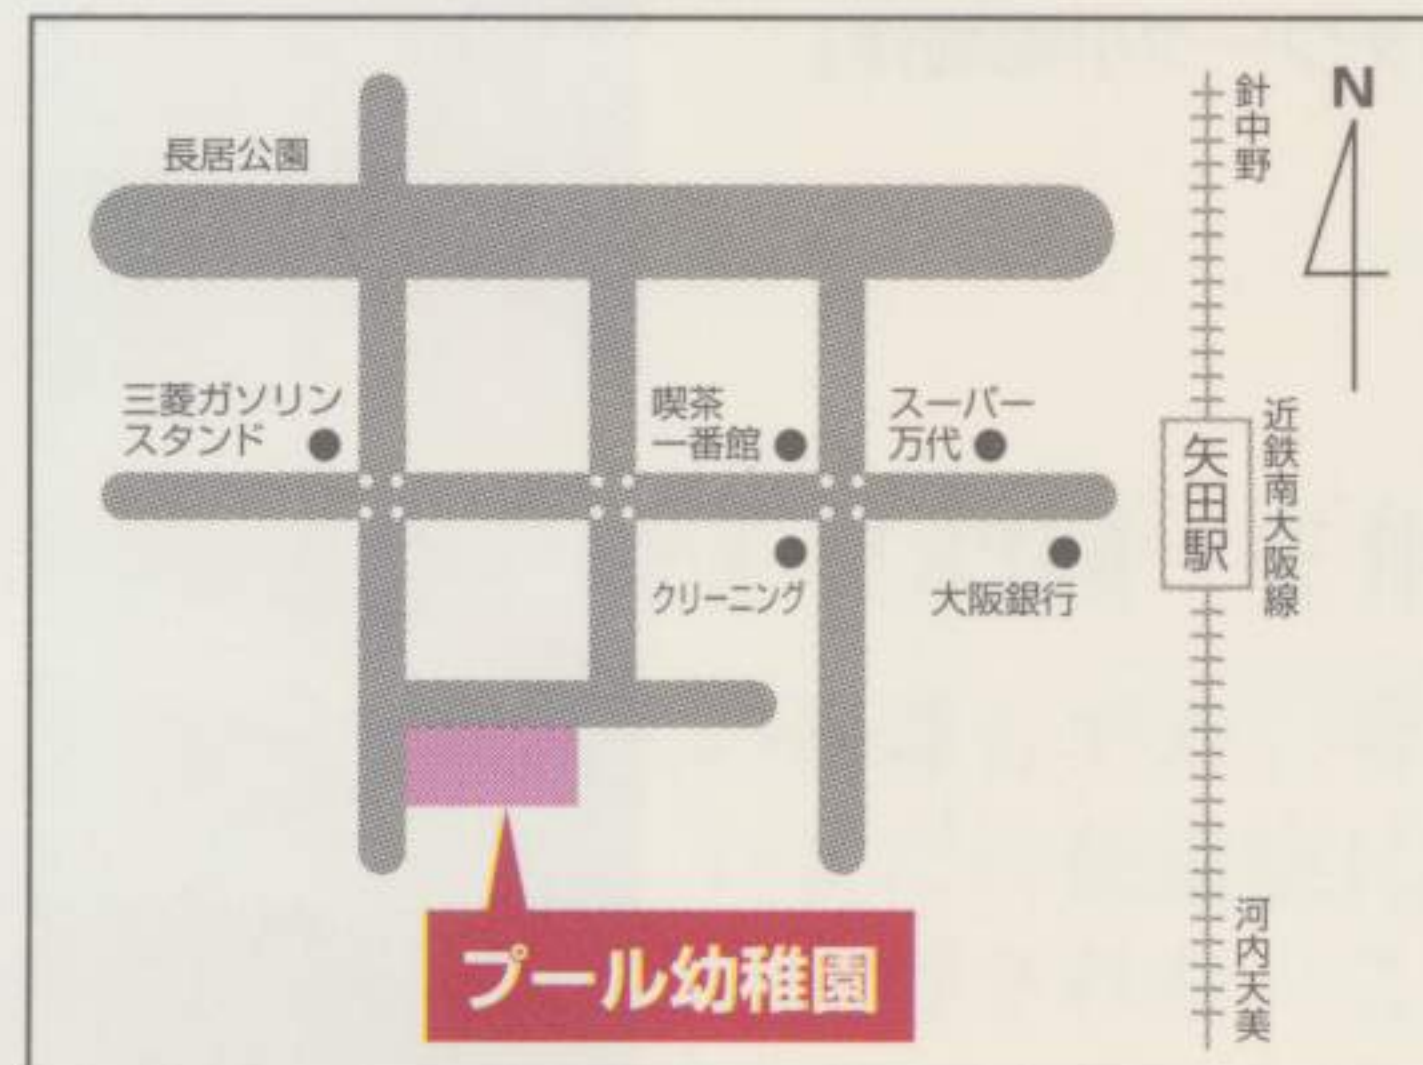 長居公園
針中野
N
三菱ガソリン
スタンド
喫茶
一番館
スーパー
万代
矢田駅
近鉄南大阪線
クリーニング
大阪銀行
プール幼稚園
河内天美